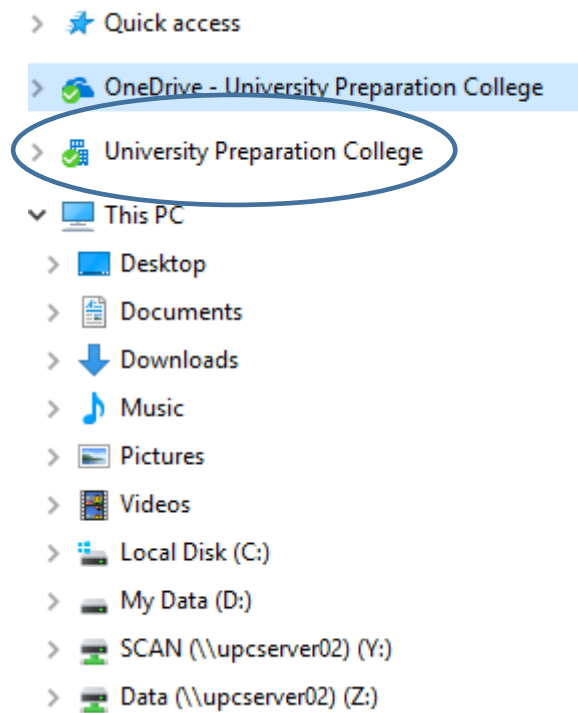 Quick access
OneDrive - University Preparation College
University Preparation College
This PC
Desktop
Documents
Downloads
Music
Pictures
Videos
Local Disk (C:)
My Data (D:)
SCAN (\\upcserver02) (Y:)
Data (\\upcserver02) (Z:)